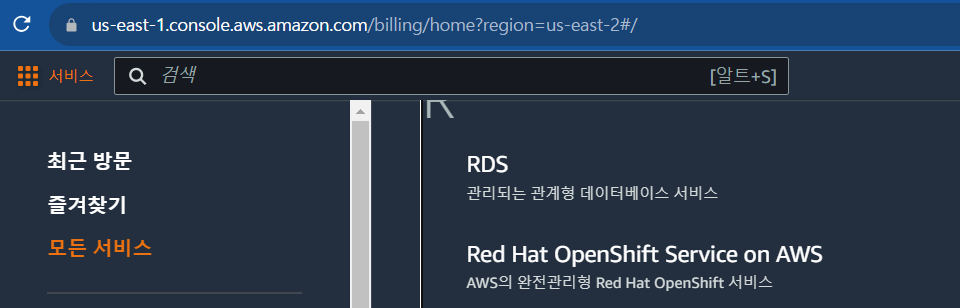 us-east-1.console.aws.amazon.com/billing/home?region=us-east-2#/
서비스
검색
[알트+S]
최근 방문
즐겨찾기
모든 서비스
R
RDS
관리되는 관계형 데이터베이스 서비스
Red Hat OpenShift Service on AWS
AWS의 완전관리형 Red Hat OpenShift 서비스